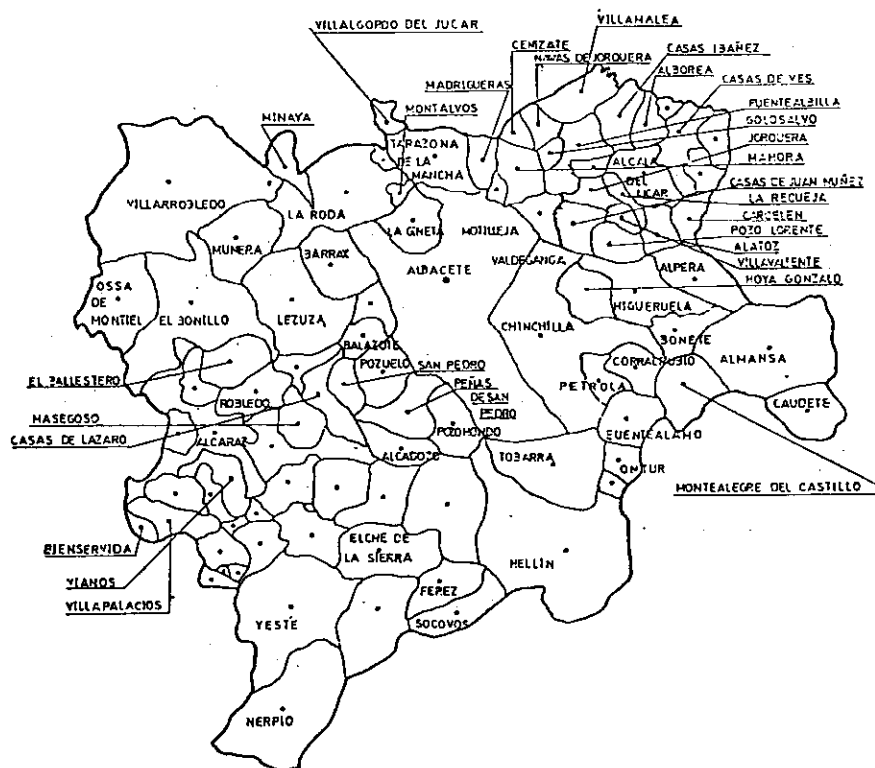 VILLALGORDO DEL JUCAR
VILLAMALEA
CENIZATE
NAVAS DE JORQUERA
CASAS IBAÑEZ
ALBOREA
CASAS DE VES
MADRIGUERAS
MONTALVOS
MINAYA
FUENTEALBILLA
GOLOSALVO
JORQUERA
MAHORA
TARAZONA
DE LA
MANCHA
ALCALA
DEL
JUCAR
CASAS DE JUAN NUÑEZ
LA RECUEJA
CARCELEN
POZO LORENTE
ALATOZ
VILLAVALIENTE
HOYA GONZALO
VILLARROBLEDO
LA RODA
LA GINETA
MOTILLEJA
MUNERA
BARRAX
VALDEGANGA
ALBACETE
ALPERA
OSSA
DE
MONTIEL
EL BONILLO
LEZUZA
HIGUERUELA
CHINCHILLA
BONETE
BALAZOTE
ALMANSA
POZUELO
SAN PEDRO
CORRALRUBIO
EL BALLESTERO
PEÑAS
DE SAN
PEDRO
PETROLA
ROBLEDO
CAUDETE
MASEGOSO
CASAS DE LAZARO
ALCARAZ
POZOHONDO
FUENTEALAMO
ALCADOZO
TOBARRA
ONTUR
MONTEALEGRE DEL CASTILLO
BIENSERVIDA
ELCHE DE
LA SIERRA
HELLIN
VIANOS
VILLAPALACIOS
FEREZ
YESTE
SOCOVOS
NERPIO